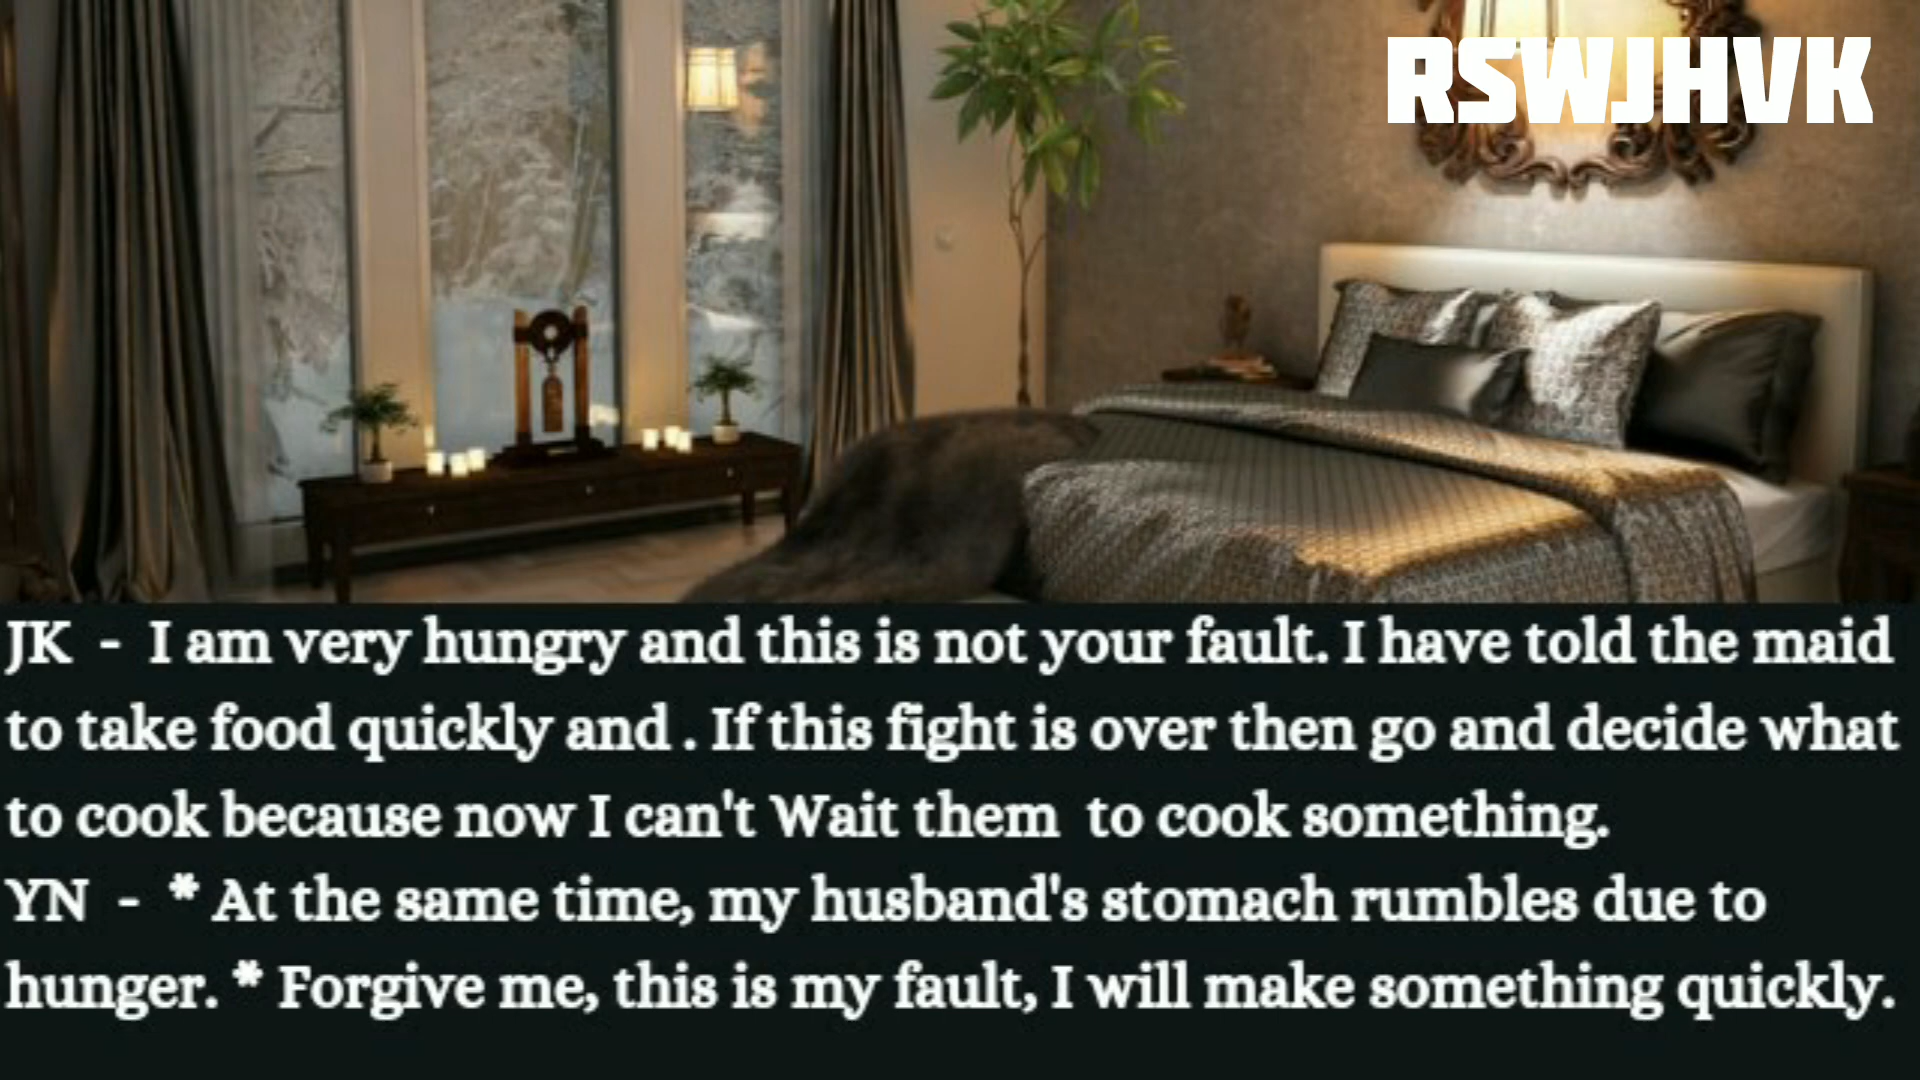 RSWJHVK
JK - I am very hungry and this is not your fault. I have told the maid
to take food quickly and . If this fight is over then go and decide what
to cook because now I can't Wait them to cook something.
YN - * At the same time, my husband's stomach rumbles due to
hunger. * Forgive me, this is my fault, I will make something quickly.